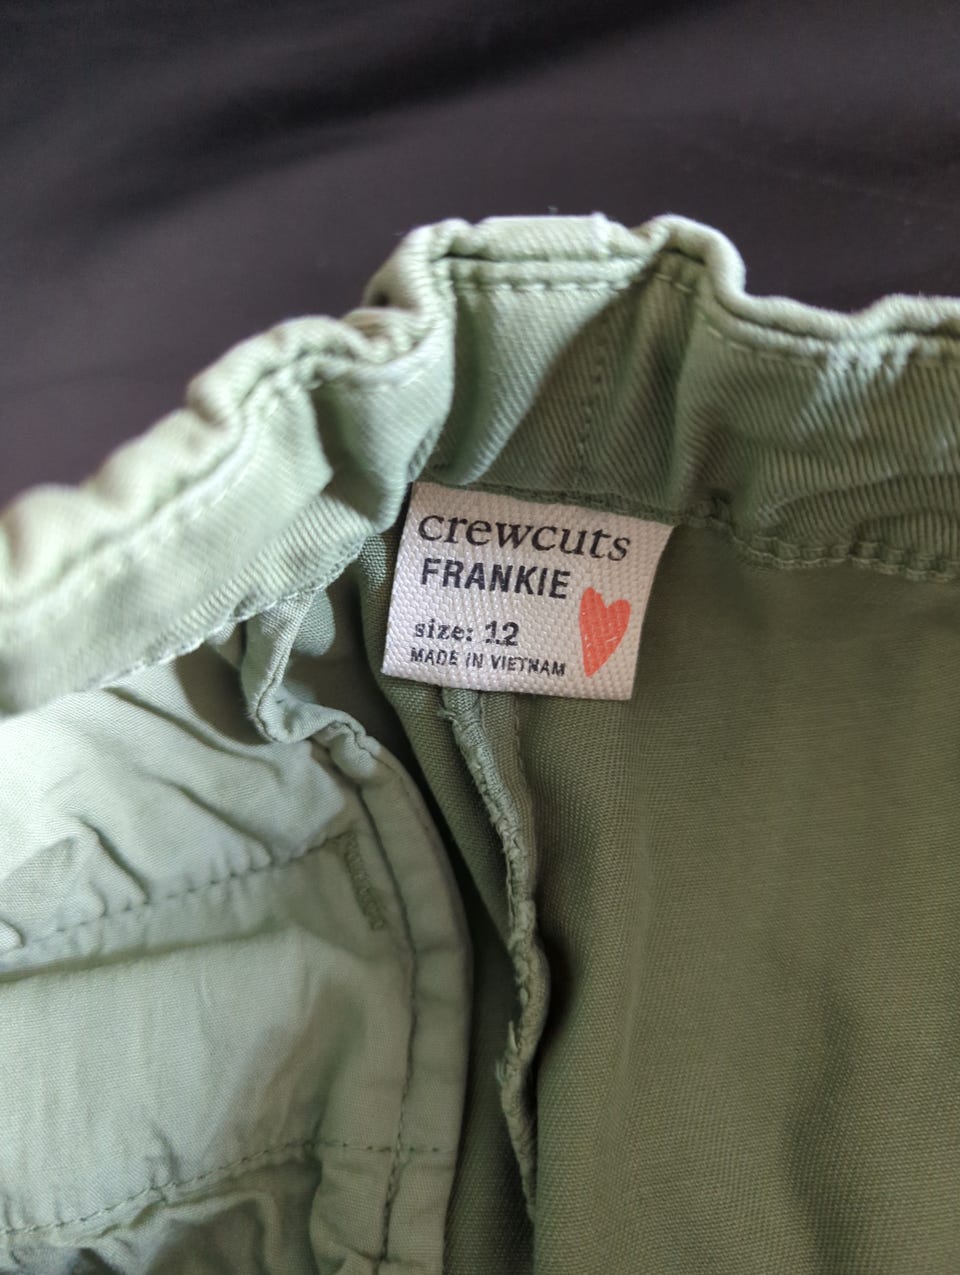 crewcuts
FRANKIE
size: 12
MADE IN VIETNAM